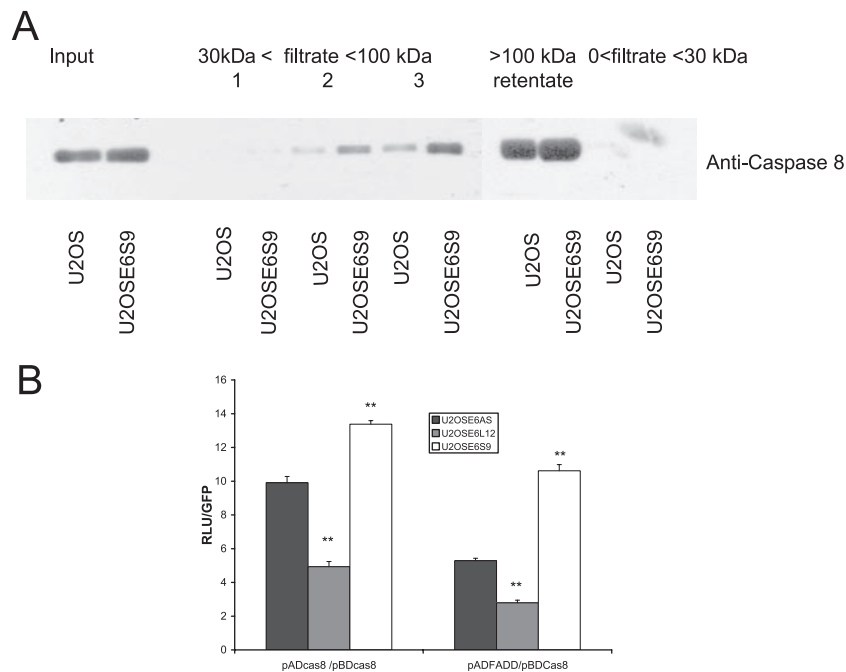 A
Input
30kDa < filtrate <100 kDa
>100 kDa 0<filtrate <30 kDa
1 2 3 retentate
Anti-Caspase 8
U2OS
U2OSE6S9
U2OS
U2OSE6S9
U2OS
U2OSE6S9
U2OS
U2OSE6S9
U2OS
U2OSE6S9
U2OS
U2OSE6S9
B
16
14
12
10
8
6
4
2
0
RLU/GFP
**
**
**
**
U2OSE6AS
U2OSE6L12
U2OSE6S9
pADcas8 /pBDcas8
pADFADD/pBDCas8